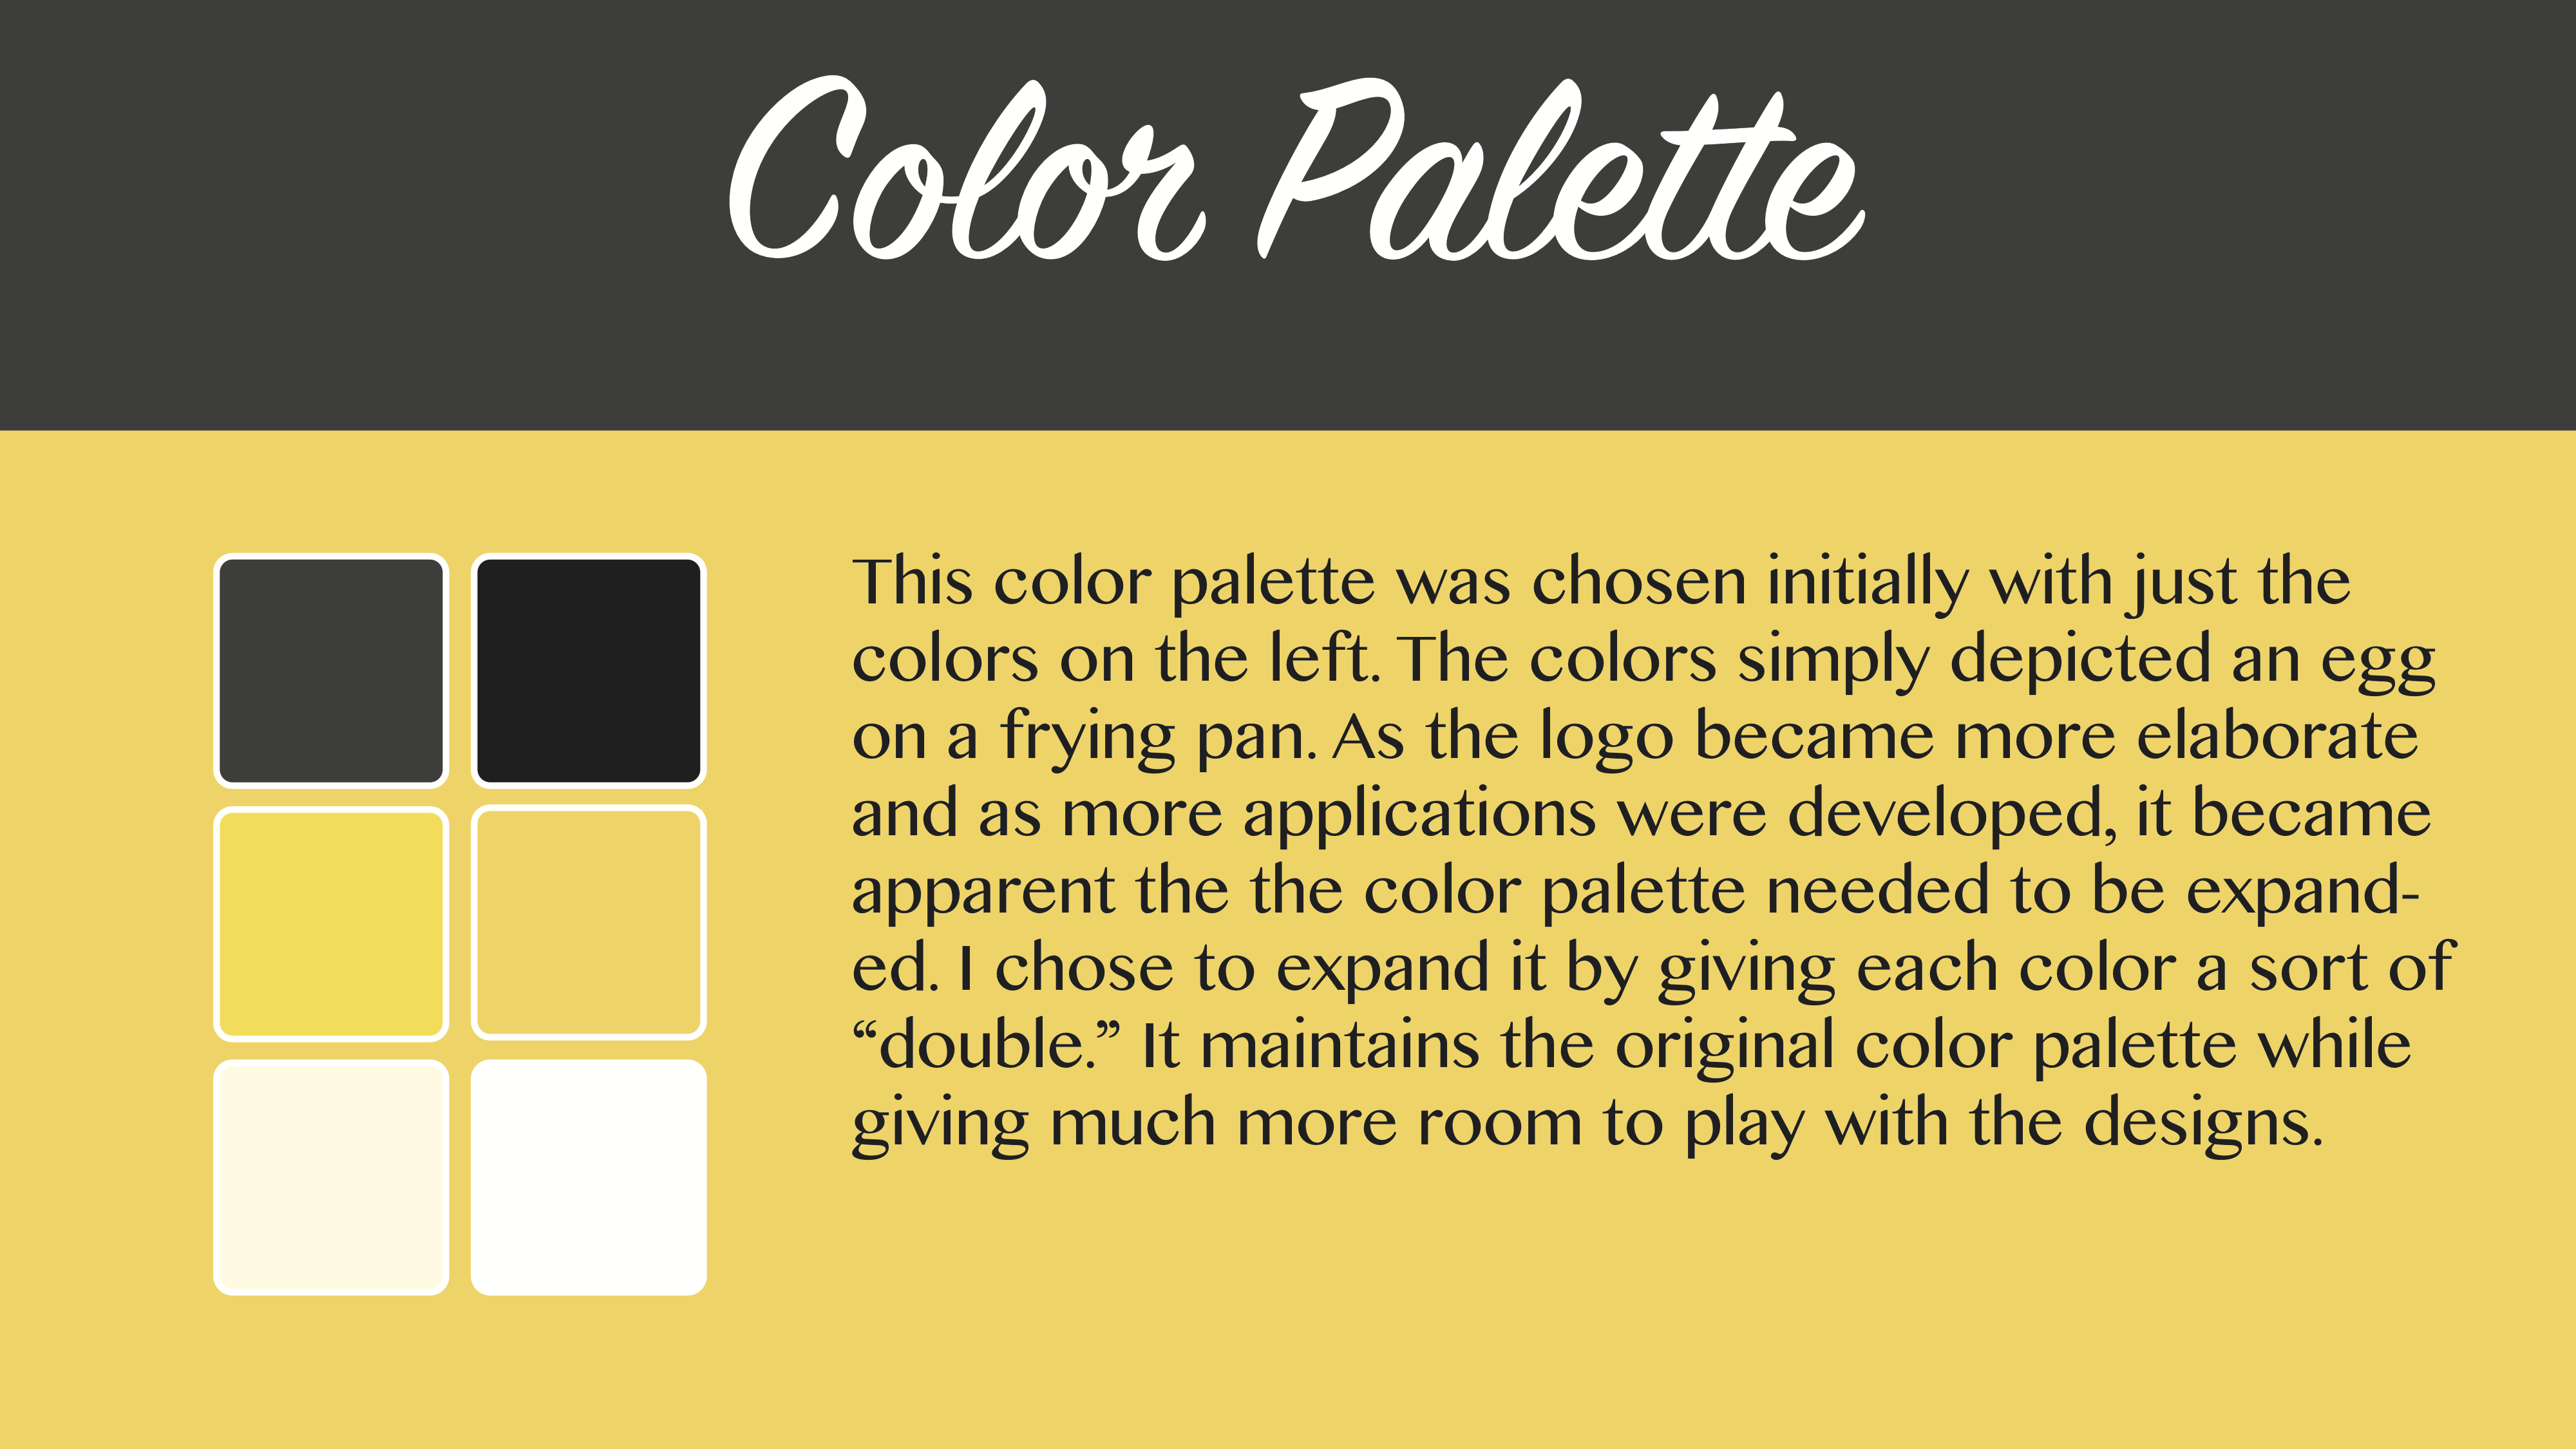 Color Palette
This color palette was chosen initially with just the
colors on the left. The colors simply depicted an egg
on a frying pan. As the logo became more elaborate
and as more applications were developed, it became
apparent the the color palette needed to be expand-
ed. I chose to expand it by giving each color a sort of
“double.” It maintains the original color palette while
giving much more room to play with the designs.